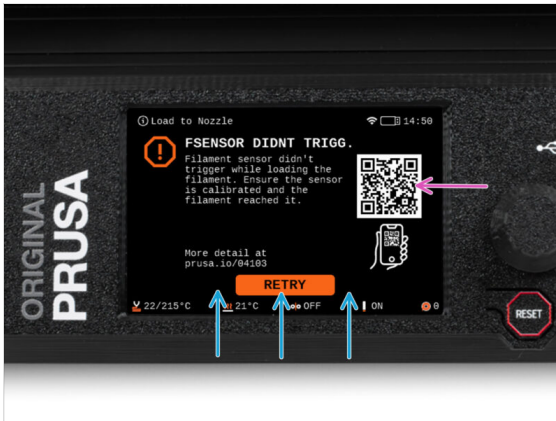 Load to Nozzle
14:50
FSENSOR DIDNT TRIGG.
Filament sensor didn't
trigger while loading the
filament. Ensure the sensor
is calibrated and the
filament reached it.
More detail at
prusa.io/04103
RETRY
22/215°C 21°C OFF ON 0
ORIGINAL
PRUSA
RESET